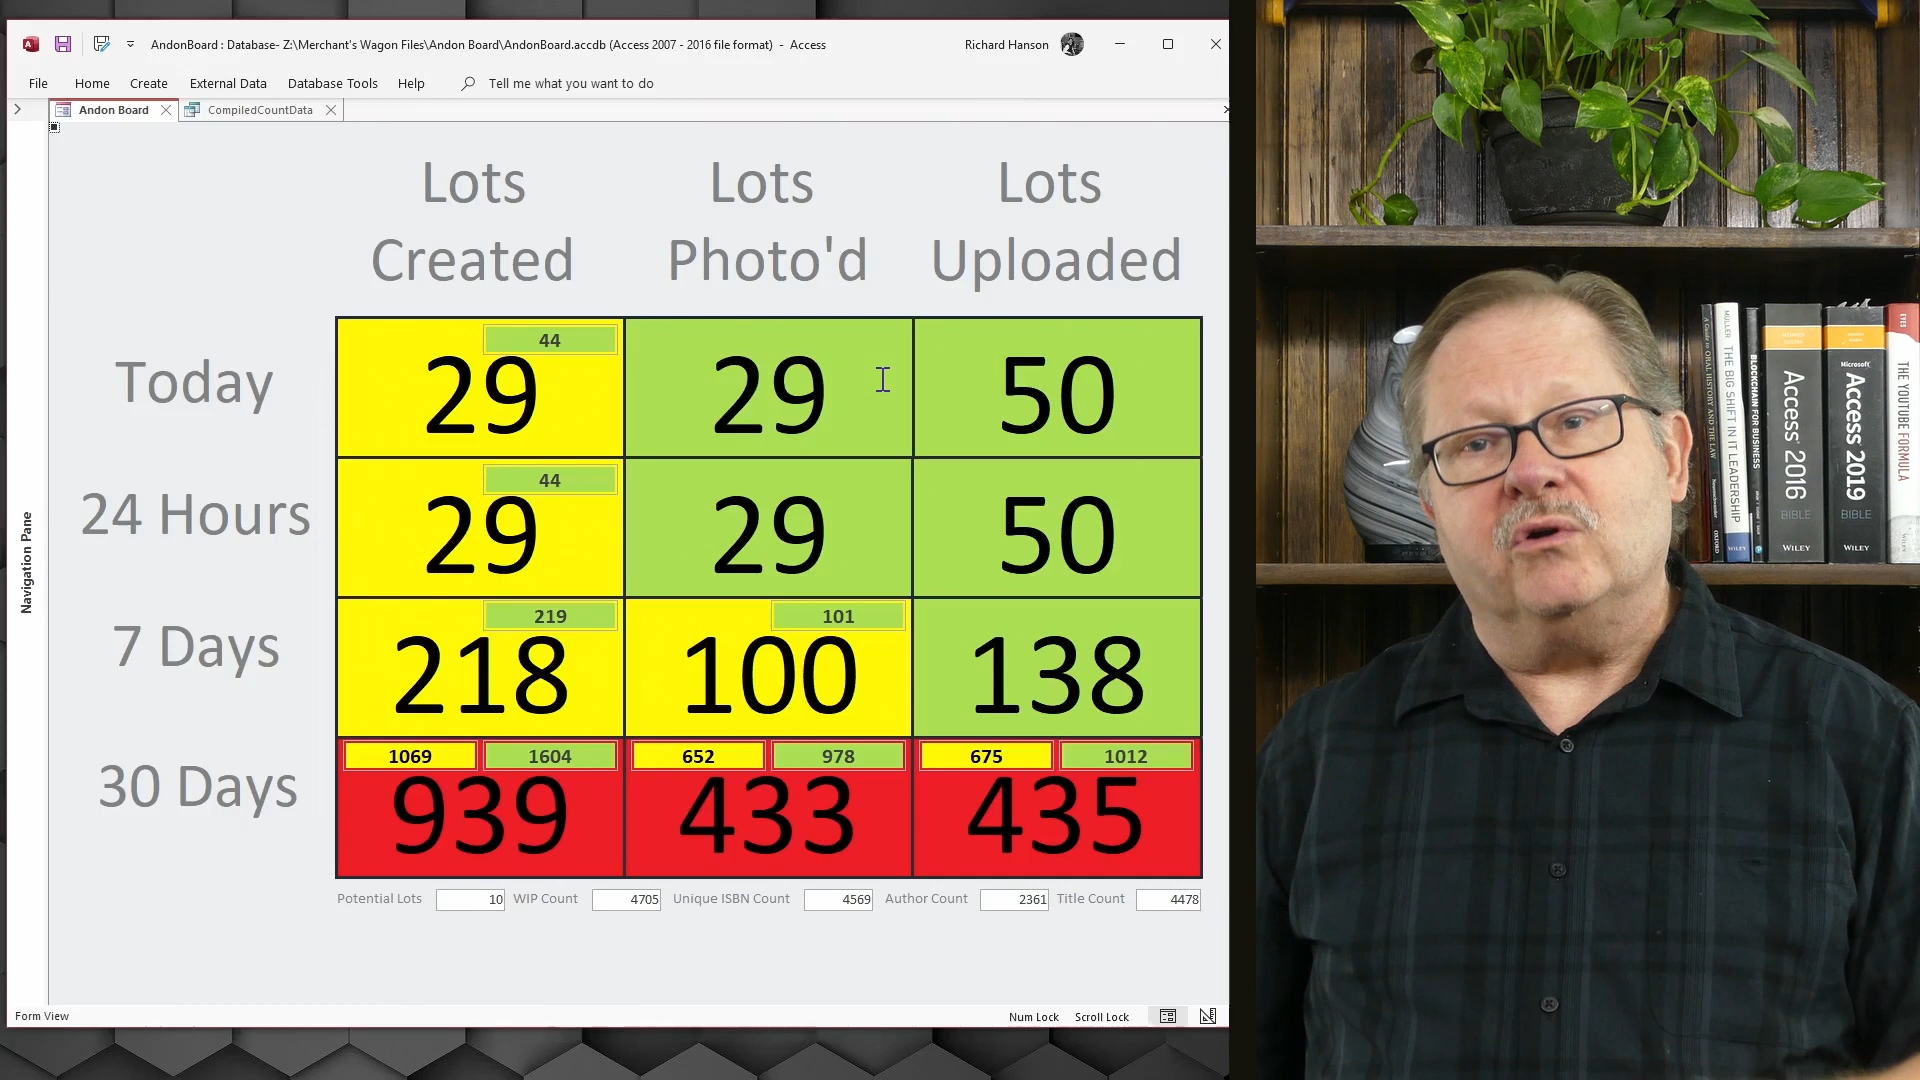 AndonBoard : Database- Z:\Merchant's Wagon Files\Andon Board\AndonBoard.accdb (Access 2007 - 2016 file format) - Access
Richard Hanson
File Home Create External Data Database Tools Help Tell me what you want to do
Andon Board CompiledCountData
Navigation Pane
Lots Created
Lots Photo'd
Lots Uploaded
Today
44
29 29 50
24 Hours
44
29 29 50
7 Days
219 101
218 100 138
30 Days
1069 1604 652 978 675 1012
939 433 435
Potential Lots 10 WIP Count 4705 Unique ISBN Count 4569 Author Count 2361 Title Count 4478
Form View
Num Lock Scroll Lock
MULLER THE BIG SHIFT IN IT LEADERSHIP
BLOCKCHAIN FOR BUSINESS
Access 2016
BIBLE
WILEY
Microsoft
Access 2019
BIBLE
WILEY
EYES
THE YOUTUBE FORMULA